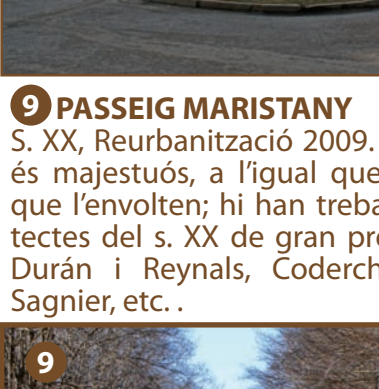 9 PASSEIG MARISTANY
S. XX, Reurbanització 2009.
és majestuós, a l'igual que
que l'envolten; hi han treba
tectes del s. XX de gran pr
Durán i Reynals, Coderch
Sagnier, etc. .
9